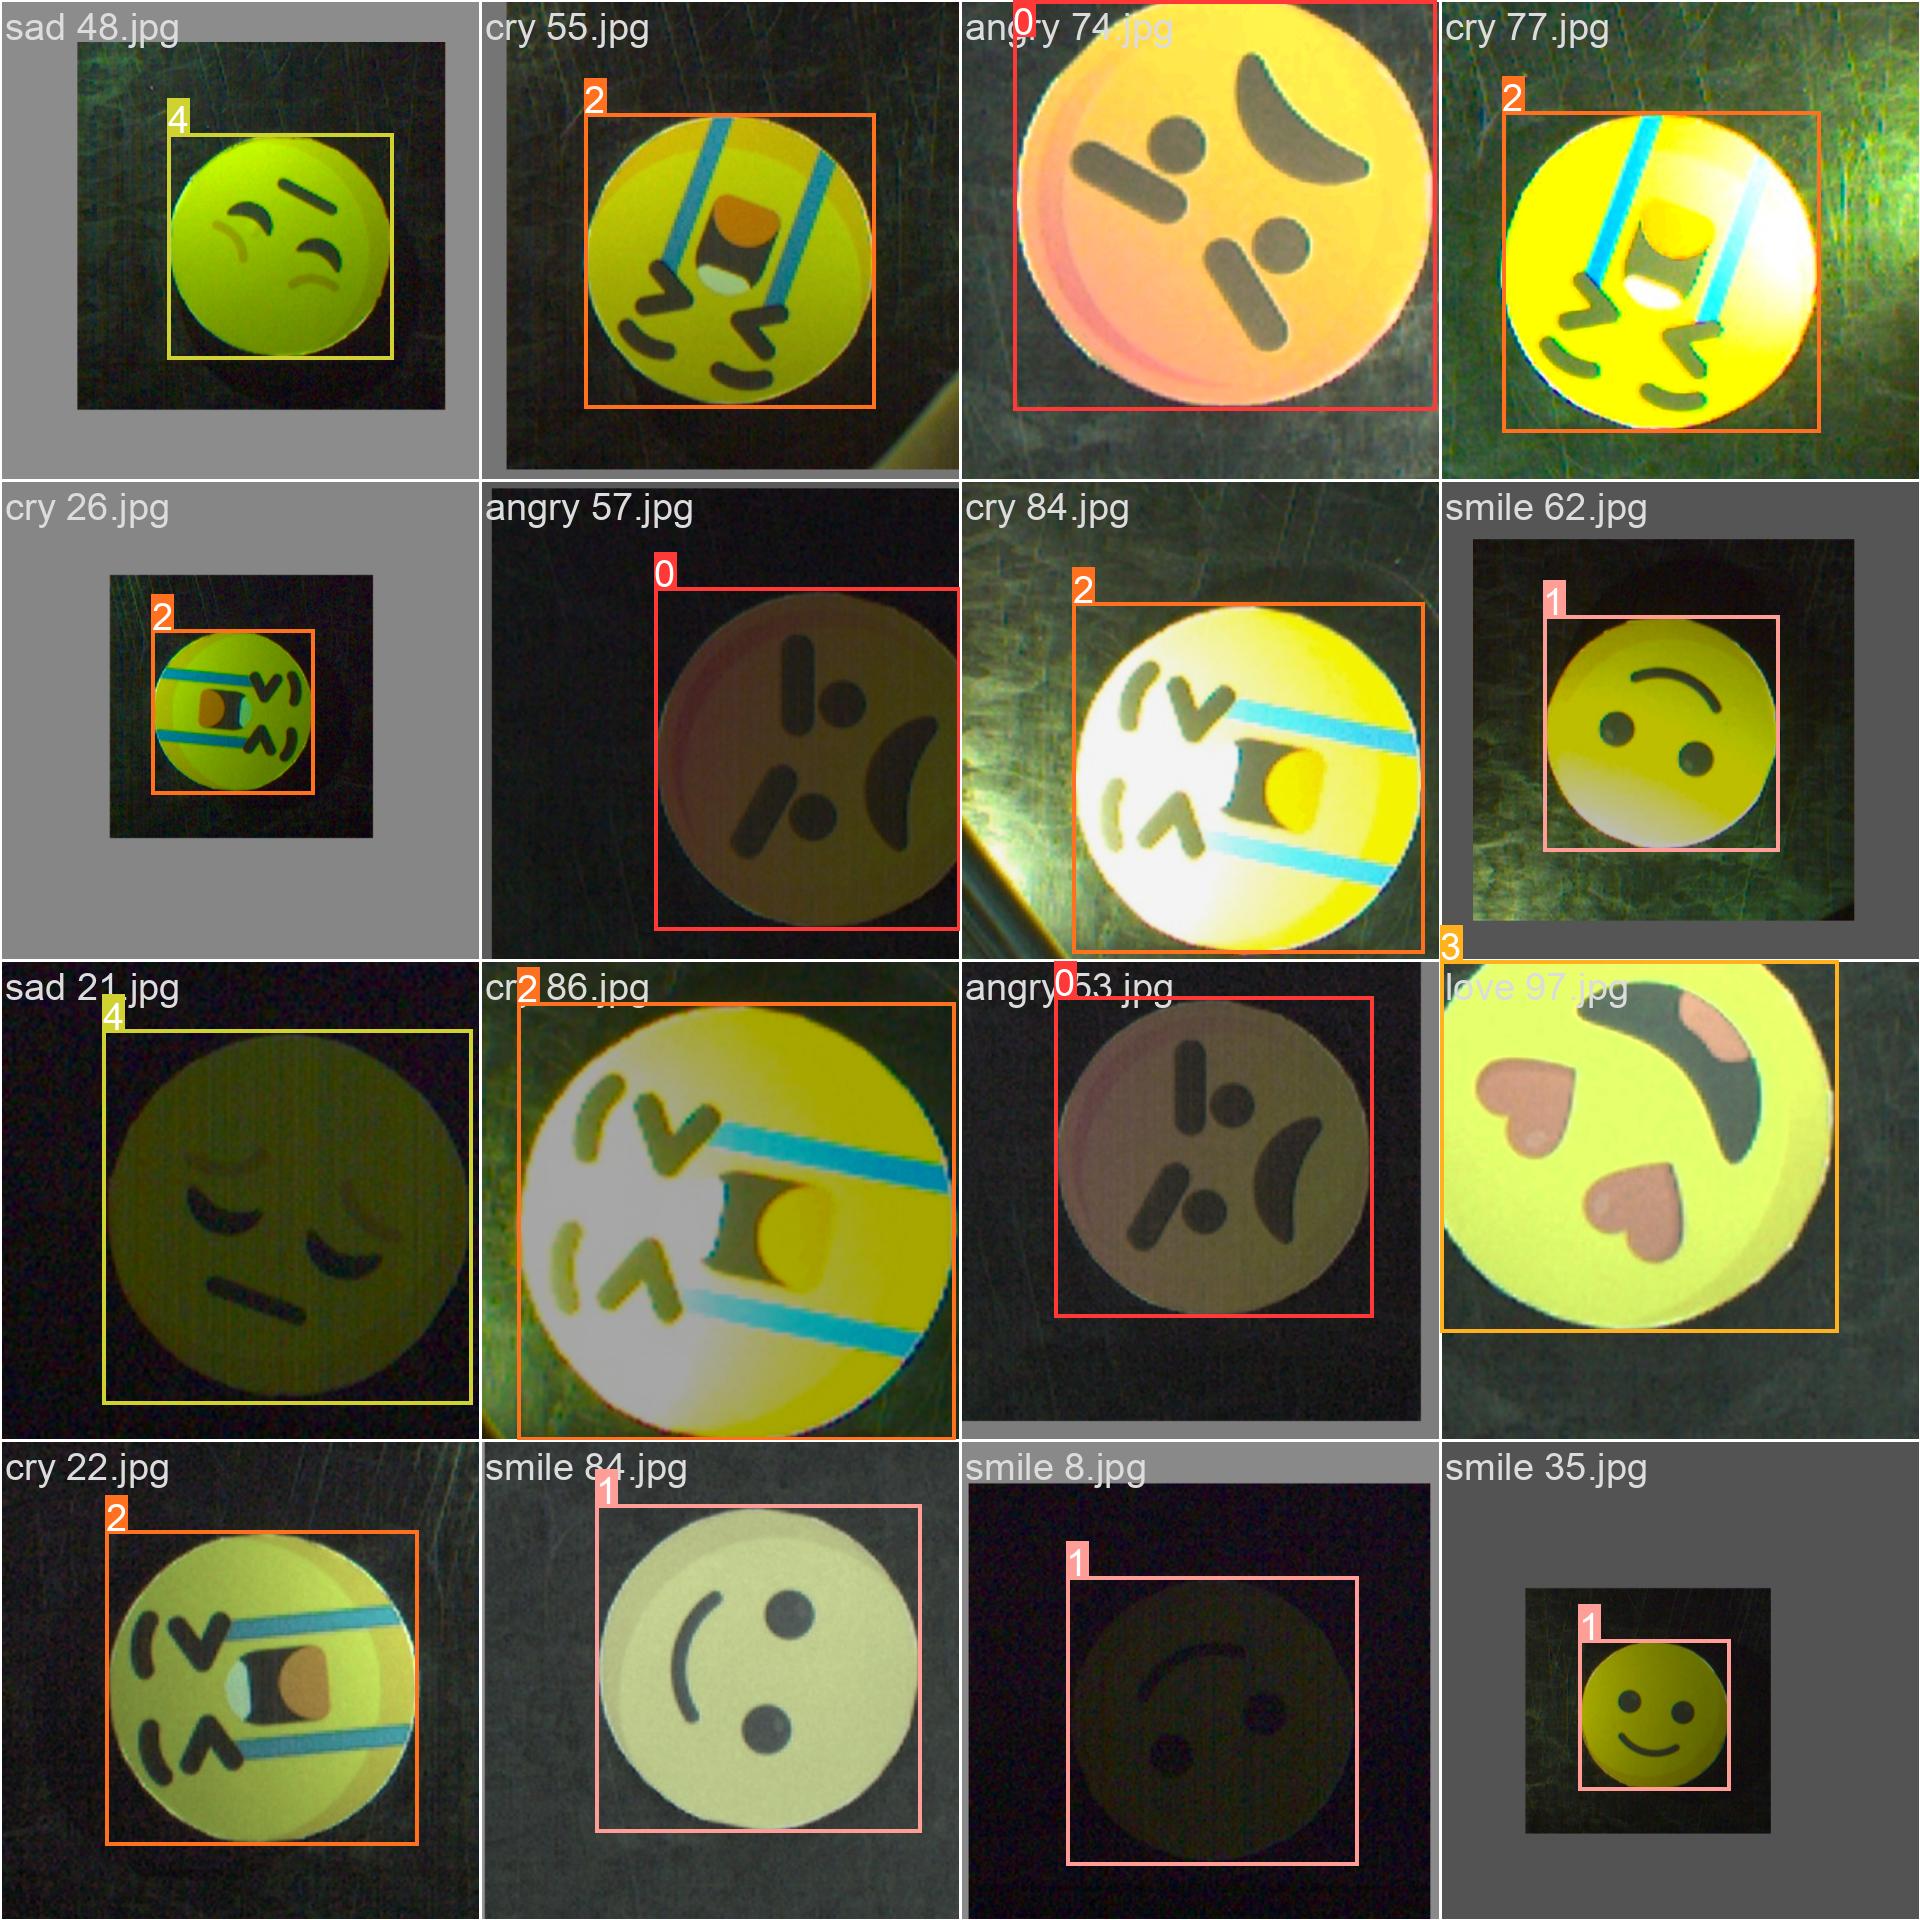 sad 48.jpg
4
cry 55.jpg
2
angry 74.jpg
0
cry 77.jpg
2
cry 26.jpg
2
angry 57.jpg
0
cry 84.jpg
2
smile 62.jpg
1
sad 21.jpg
4
cry 86.jpg
2
angry 53.jpg
0
love 97.jpg
3
cry 22.jpg
2
smile 84.jpg
1
smile 8.jpg
1
smile 35.jpg
1